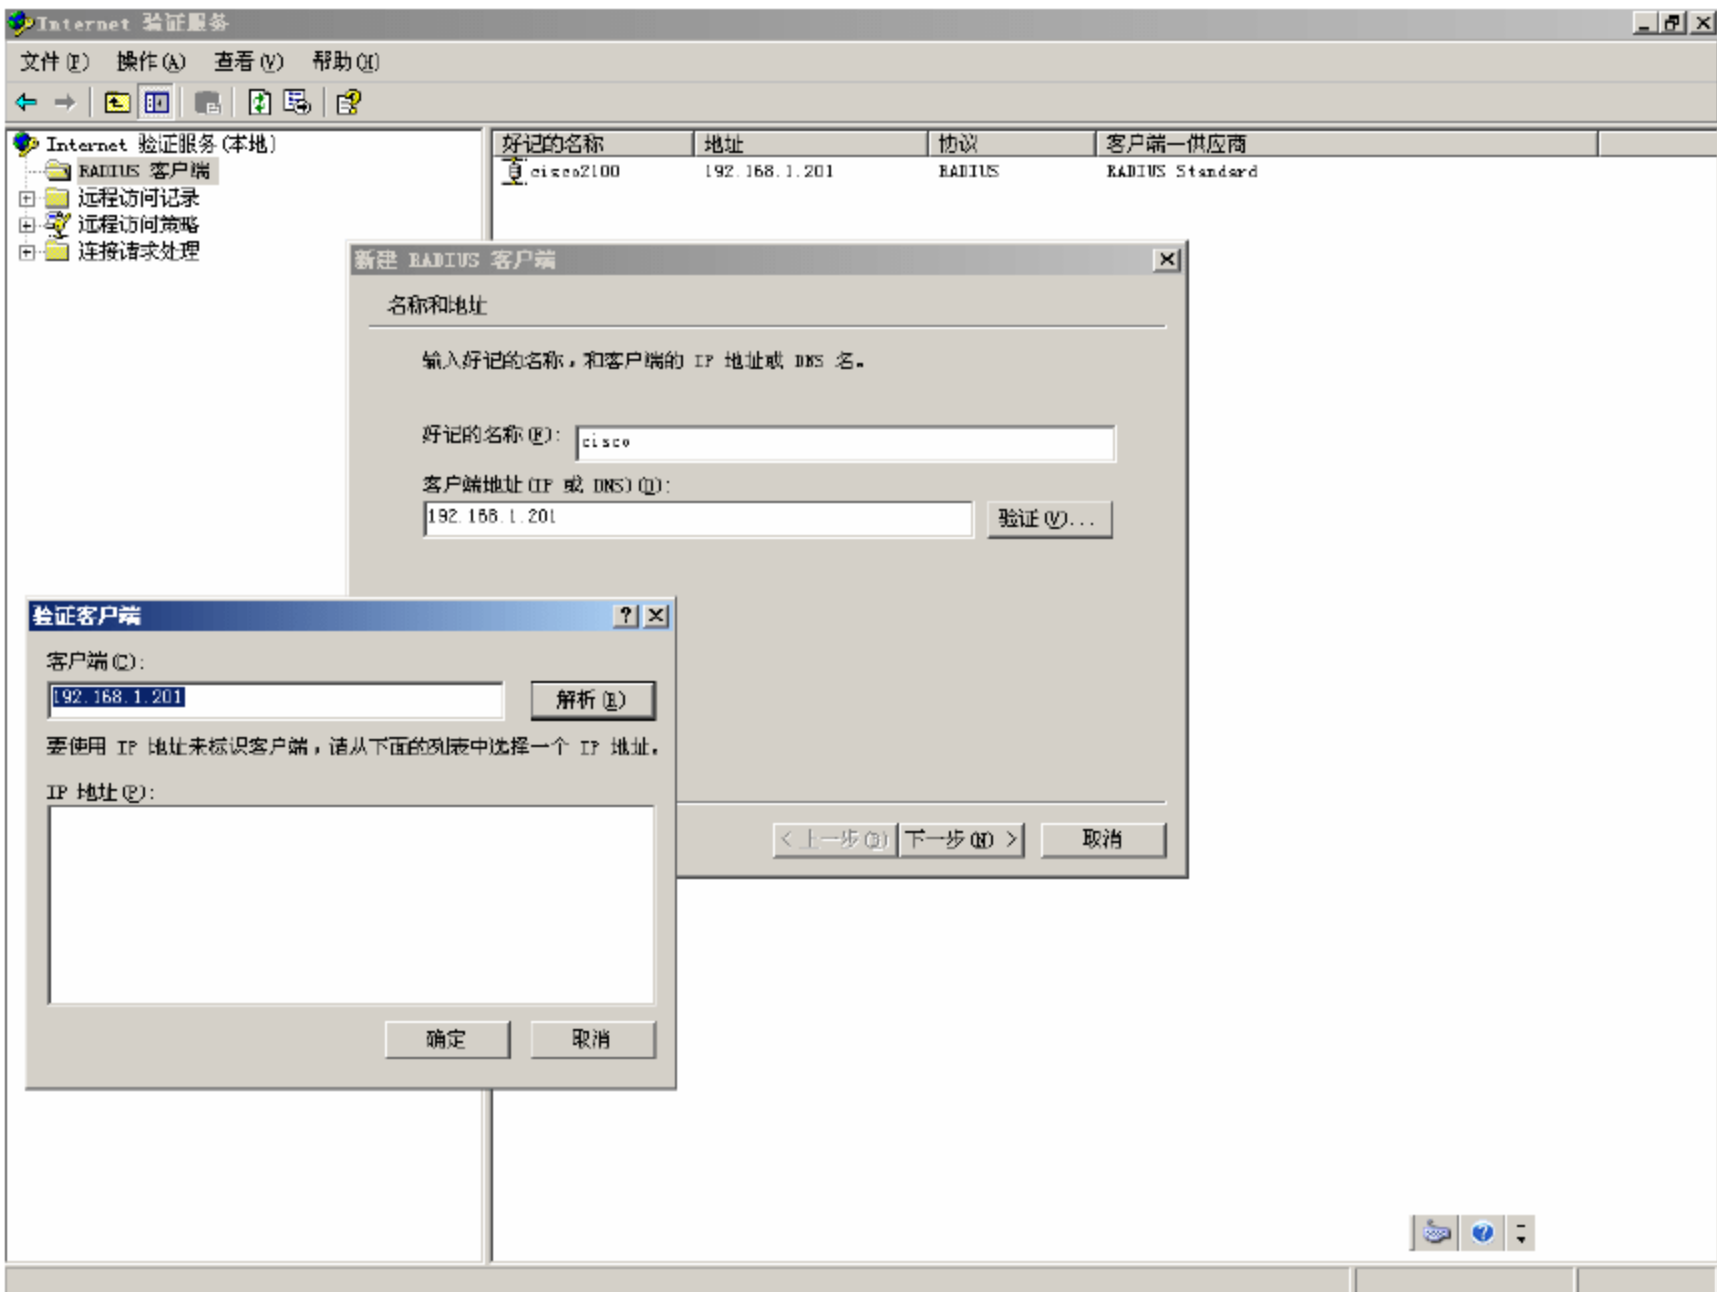 Internet 验证服务
文件(F) 操作(A) 查看(V) 帮助(H)
Internet 验证服务(本地)
RADIUS 客户端
远程访问记录
远程访问策略
连接请求处理
好记的名称 地址 协议 客户端-供应商
cisco2100 192.168.1.201 RADIUS RADIUS Standard
新建 RADIUS 客户端
名称和地址
输入好记的名称，和客户端的 IP 地址或 DNS 名。
好记的名称(F): cisco
客户端地址(IP 或 DNS)(D):
192.168.1.201 验证(V)...
<上一步(B) 下一步(N) > 取消
验证客户端
客户端(C):
192.168.1.201 解析(R)
要使用 IP 地址来标识客户端，请从下面的列表中选择一个 IP 地址。
IP 地址(P):
确定 取消